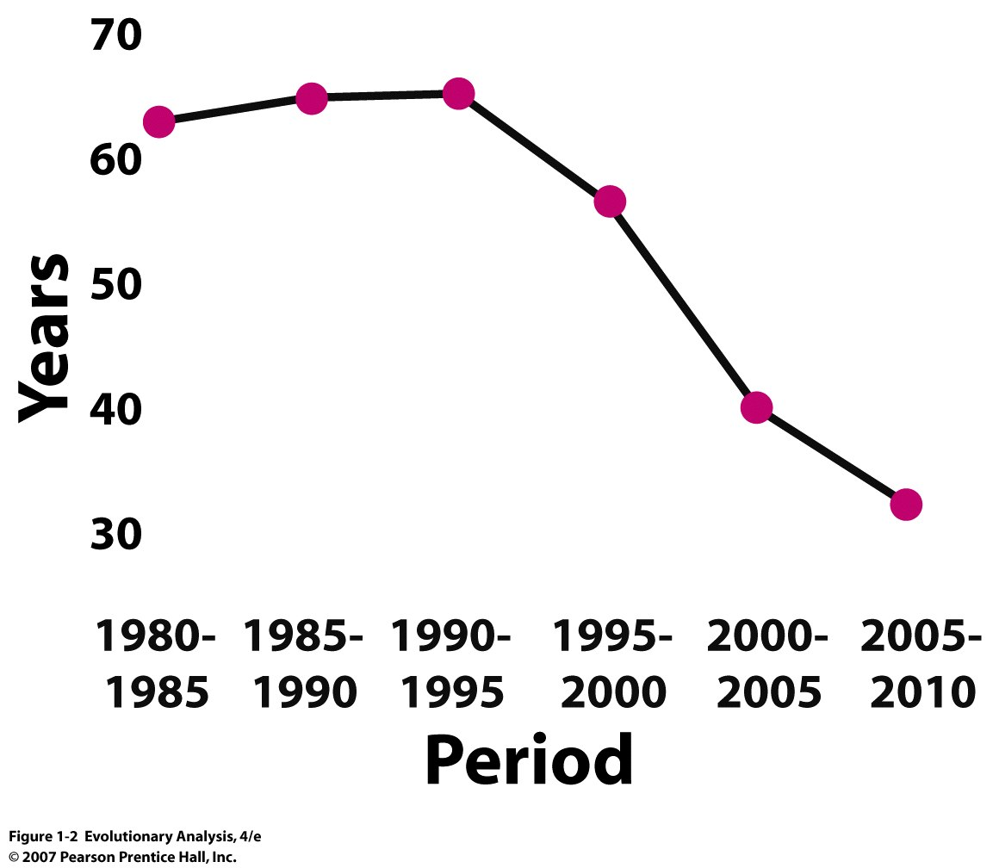 70
60
50
40
30
Years
1980- 1985- 1990- 1995- 2000- 2005-
1985 1990 1995 2000 2005 2010
Period
Figure 1-2 Evolutionary Analysis, 4/e
© 2007 Pearson Prentice Hall, Inc.